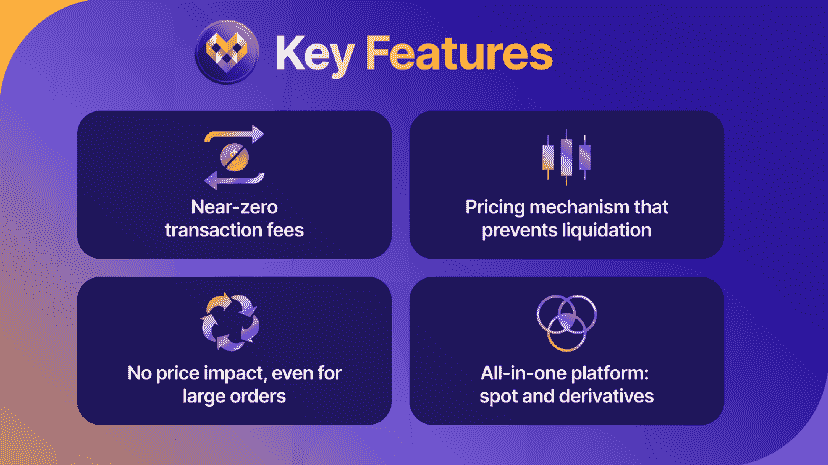 Key Features
Near-zero
transaction fees
Pricing mechanism that
prevents liquidation
No price impact, even for
large orders
All-in-one platform:
spot and derivatives